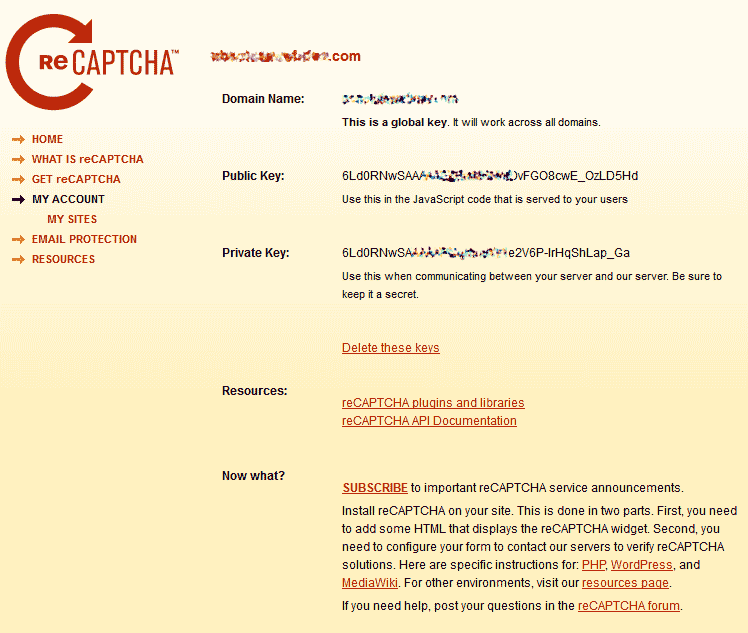 reCAPTCHA™
.com
Domain Name:
This is a global key. It will work across all domains.
HOME
WHAT IS reCAPTCHA
GET reCAPTCHA
MY ACCOUNT
MY SITES
EMAIL PROTECTION
RESOURCES
Public Key: 6Ld0RNwSAAA vFGO8cwE_OzLD5Hd
Use this in the JavaScript code that is served to your users
Private Key: 6Ld0RNwSA e2V6P-IrHqShLap_Ga
Use this when communicating between your server and our server. Be sure to
keep it a secret.
Delete these keys
Resources:
reCAPTCHA plugins and libraries
reCAPTCHA API Documentation
Now what?
SUBSCRIBE to important reCAPTCHA service announcements.
Install reCAPTCHA on your site. This is done in two parts. First, you need
to add some HTML that displays the reCAPTCHA widget. Second, you
need to configure your form to contact our servers to verify reCAPTCHA
solutions. Here are specific instructions for: PHP, WordPress, and
MediaWiki. For other environments, visit our resources page.
If you need help, post your questions in the reCAPTCHA forum.